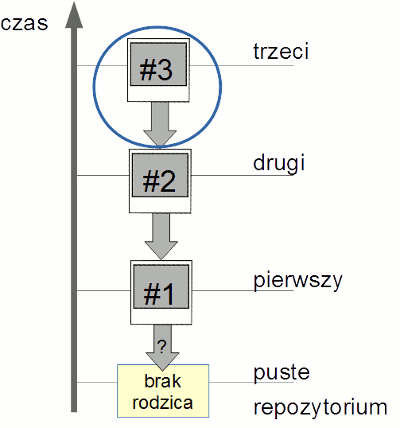 czas
trzeci
#3
drugi
#2
pierwszy
#1
?
brak
rodzica
puste
repozytorium